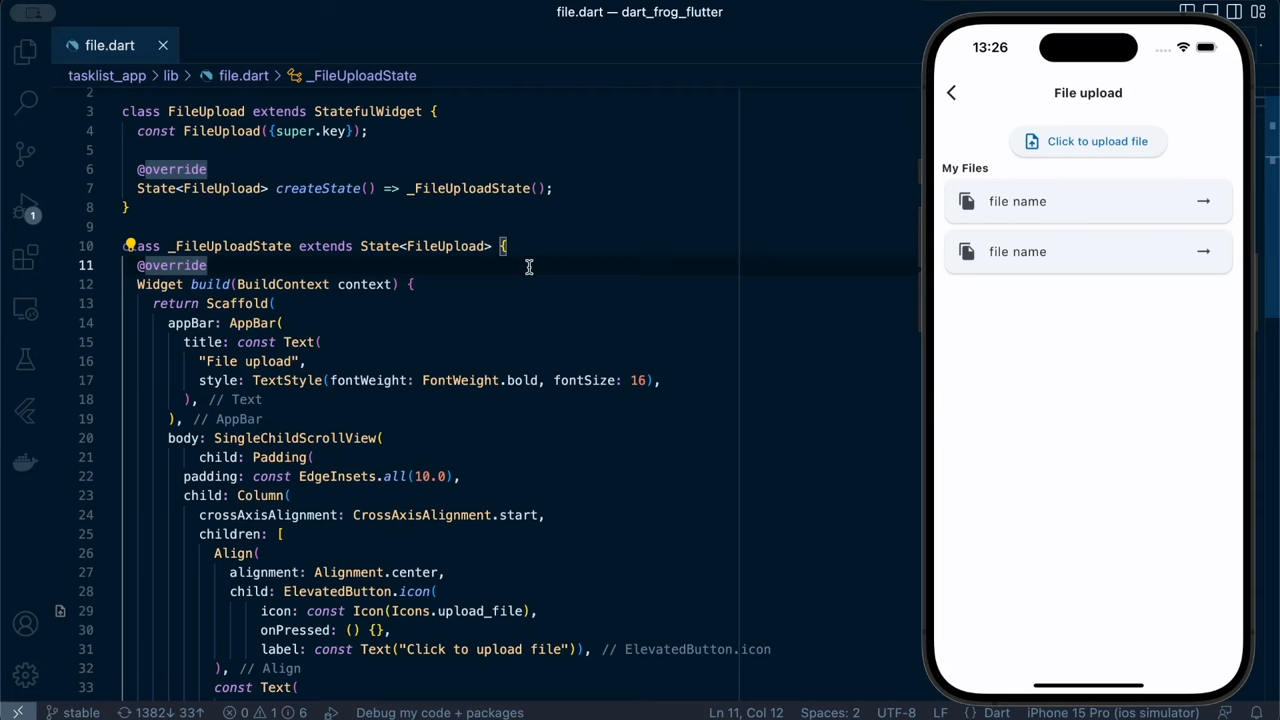 file.dart — dart_frog_flutter
file.dart
tasklist_app > lib > file.dart > _FileUploadState
2
3 class FileUpload extends StatefulWidget {
4 const FileUpload({super.key});
5
6 @override
7 State<FileUpload> createState() => _FileUploadState();
8 }
9
10 class _FileUploadState extends State<FileUpload> {
11 @override
12 Widget build(BuildContext context) {
13 return Scaffold(
14 appBar: AppBar(
15 title: const Text(
16 "File upload",
17 style: TextStyle(fontWeight: FontWeight.bold, fontSize: 16),
18 ), // Text
19 ), // AppBar
20 body: SingleChildScrollView(
21 child: Padding(
22 padding: const EdgeInsets.all(10.0),
23 child: Column(
24 crossAxisAlignment: CrossAxisAlignment.start,
25 children: [
26 Align(
27 alignment: Alignment.center,
28 child: ElevatedButton.icon(
29 icon: const Icon(Icons.upload_file),
30 onPressed: () {},
31 label: const Text("Click to upload file")), // ElevatedButton.icon
32 ), // Align
33 const Text(
1
stable 1382↓ 33↑ 0 1 6 Debug my code + packages Ln 11, Col 12 Spaces: 2 UTF-8 LF {} Dart iPhone 15 Pro (ios simulator)
13:26
File upload
Click to upload file
My Files
file name
file name